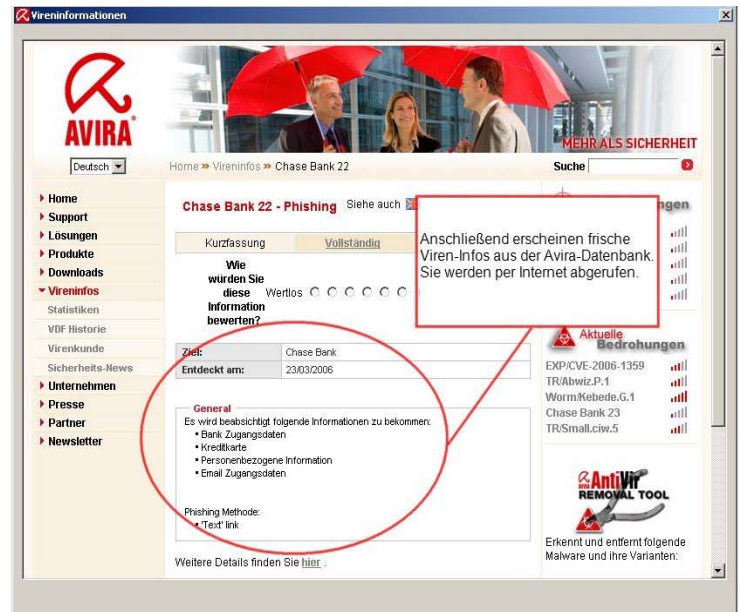 Vireninformationen
AVIRA
MEHR ALS SICHERHEIT
Deutsch
Home » Vireninfos » Chase Bank 22
Suche
Home
Support
Lösungen
Produkte
Downloads
Vireninfos
Statistiken
VDF Historie
Virenkunde
Sicherheits-News
Unternehmen
Presse
Partner
Newsletter
Chase Bank 22 - Phishing Siehe auch
Kurzfassung Vollständig
Wie
würden Sie
diese Wertlos
Information
bewerten?
Ziel: Chase Bank
Entdeckt am: 23/03/2006
General
Es wird beabsichtigt folgende Informationen zu bekommen:
▪ Bank Zugangsdaten
▪ Kreditkarte
▪ Personenbezogene Information
▪ Email Zugangsdaten
Phishing Methode:
▪ 'Text' link
Weitere Details finden Sie hier .
Anschließend erscheinen frische
Viren-Infos aus der Avira-Datenbank.
Sie werden per Internet abgerufen.
Aktuelle
Bedrohungen
EXP/CVE-2006-1359
TR/Abwiz.P.1
Worm/Kebede.G.1
Chase Bank 23
TR/Small.ciw.5
AntiVir
REMOVAL TOOL
Erkennt und entfernt folgende
Malware und ihre Varianten: